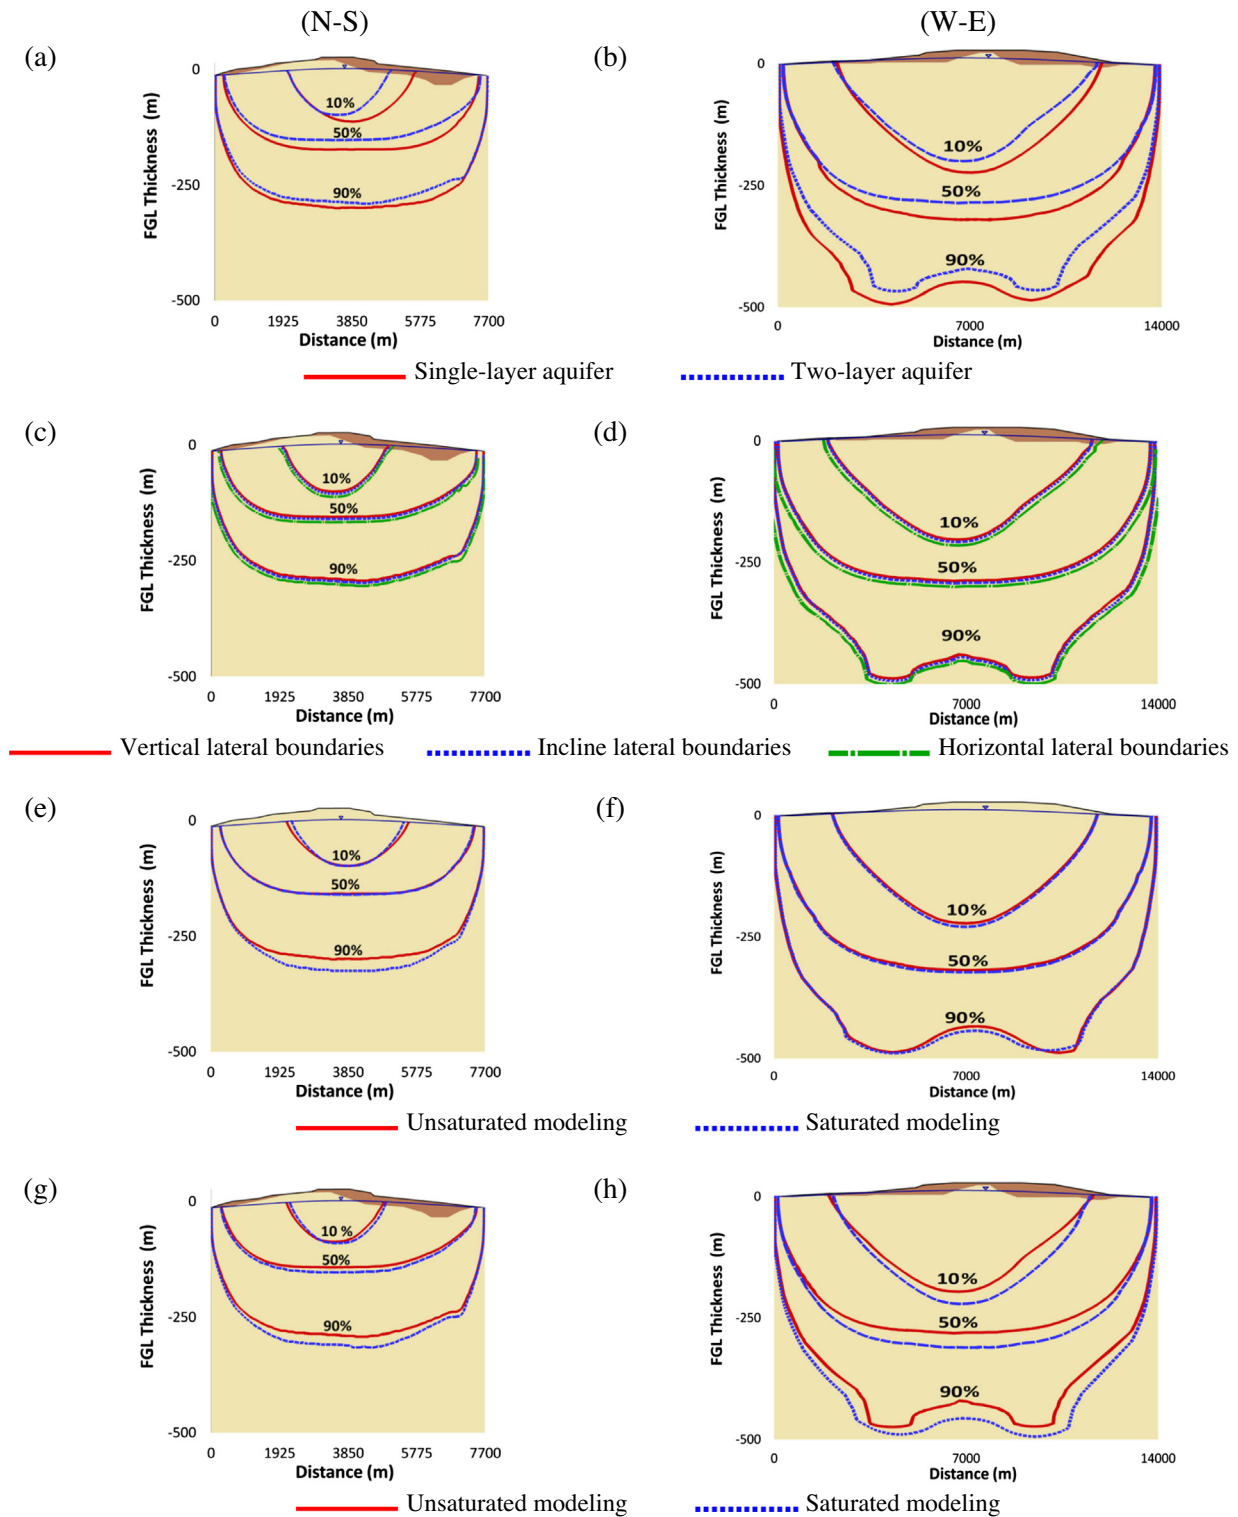 (N-S) (W-E)
(a) (b)
0
10%
50%
-250
90%
-500
0 1925 3850 5775 7700
Distance (m)
FGL Thickness (m)
0
10%
-250
50%
90%
-500
0 7000 14000
Distance (m)
FGL Thickness (m)
Single-layer aquifer Two-layer aquifer
(c) (d)
0
10%
50%
-250
90%
-500
0 1925 3850 5775 7700
Distance (m)
FGL Thickness (m)
0
10%
-250
50%
90%
-500
0 7000 14000
Distance (m)
FGL Thickness (m)
Vertical lateral boundaries Incline lateral boundaries Horizontal lateral boundaries
(e) (f)
0
10%
50%
-250
90%
-500
0 1925 3850 5775 7700
Distance (m)
FGL Thickness (m)
0
10%
-250
50%
90%
-500
0 7000 14000
Distance (m)
FGL Thickness (m)
Unsaturated modeling Saturated modeling
(g) (h)
0
10 %
50%
-250
90%
-500
0 1925 3850 5775 7700
Distance (m)
FGL Thickness (m)
0
10%
-250
50%
90%
-500
0 7000 14000
Distance (m)
FGL Thickness (m)
Unsaturated modeling Saturated modeling